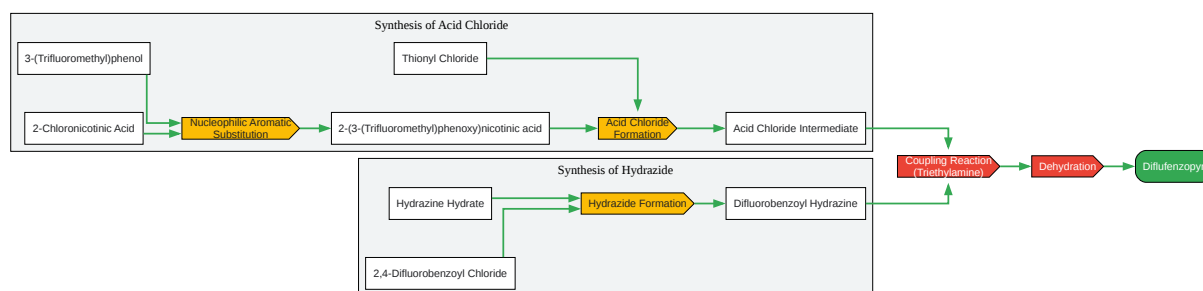 Synthesis of Acid Chloride
3-(Trifluoromethyl)phenol
Thionyl Chloride
2-Chloronicotinic Acid
Nucleophilic Aromatic
Substitution
2-(3-(Trifluoromethyl)phenoxy)nicotinic acid
Acid Chloride
Formation
Acid Chloride Intermediate
Coupling Reaction
(Triethylamine)
Dehydration
Diflufenzopyr
Synthesis of Hydrazide
Hydrazine Hydrate
Hydrazide Formation
Difluorobenzoyl Hydrazine
2,4-Difluorobenzoyl Chloride